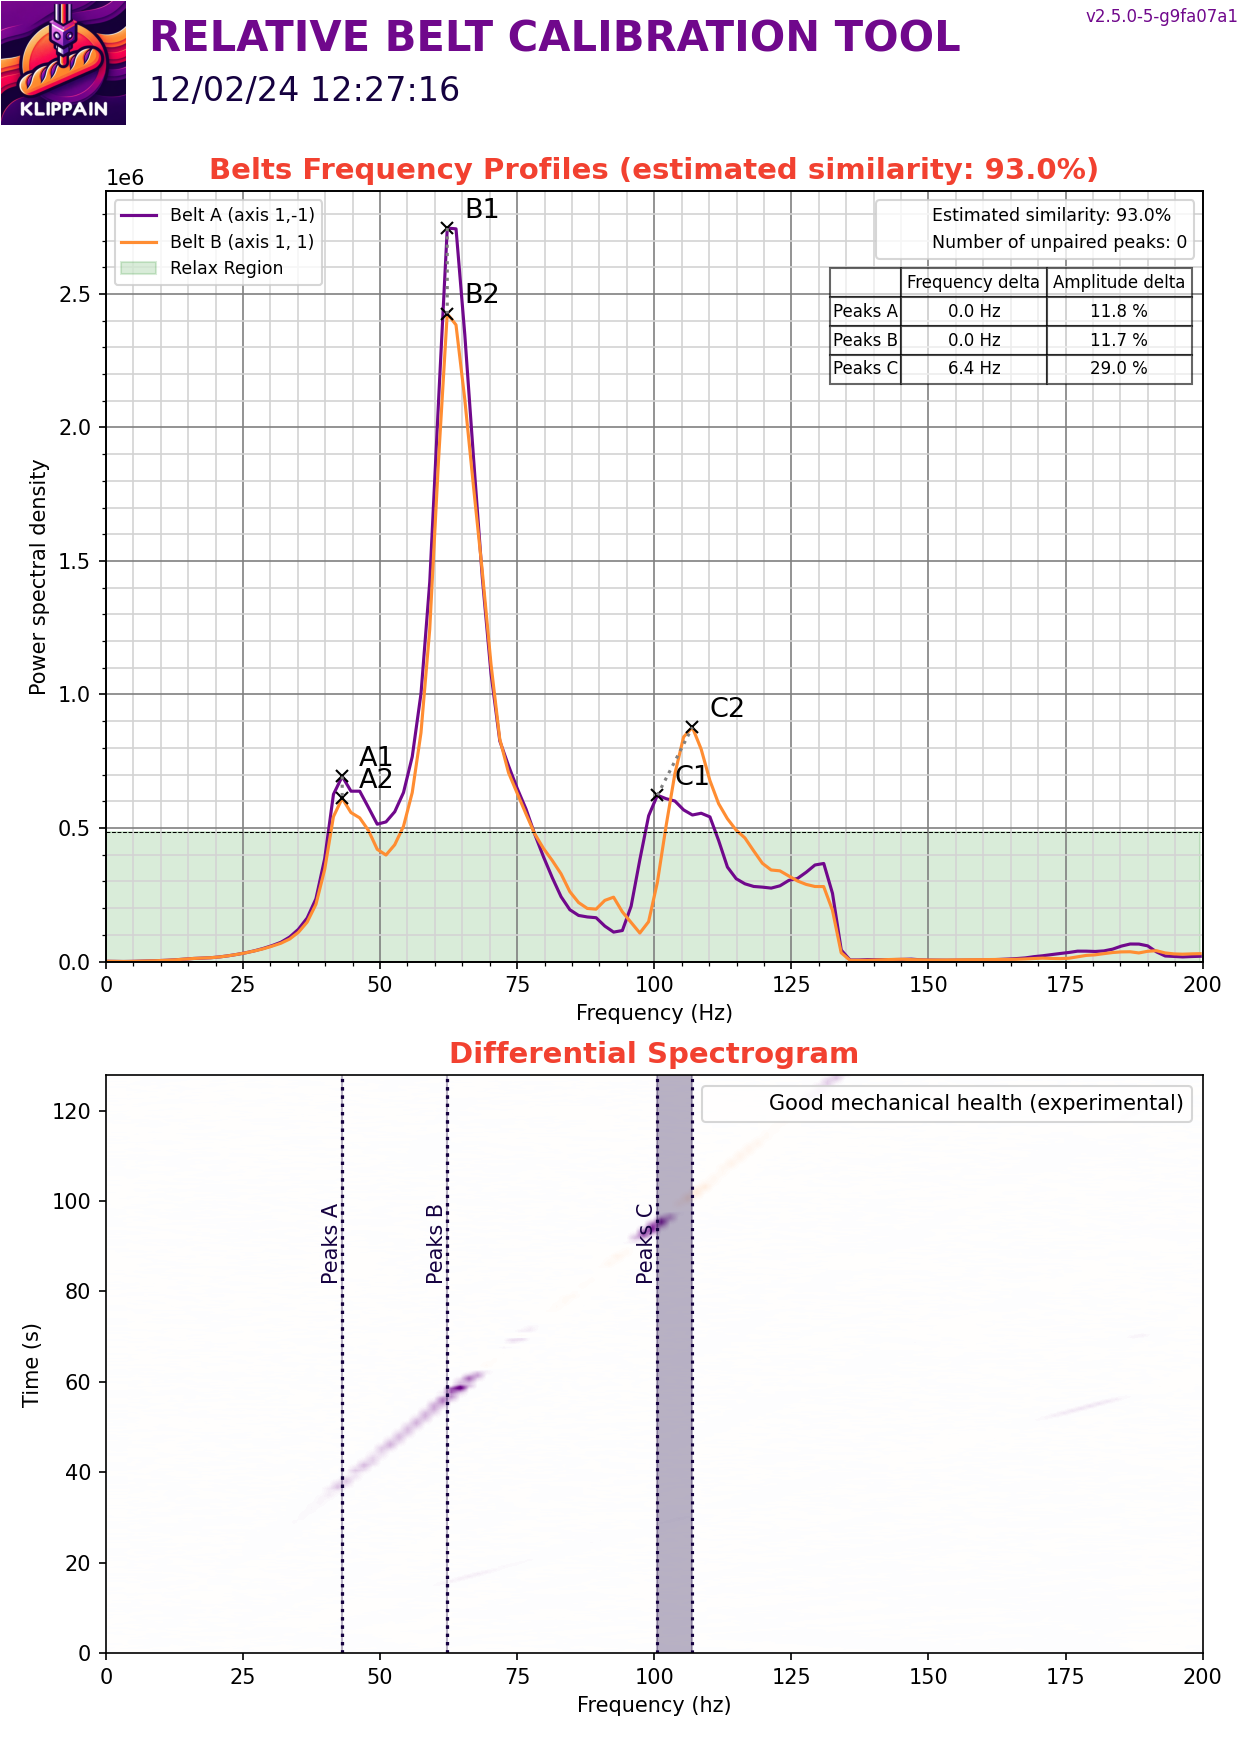 KLIPPAIN
RELATIVE BELT CALIBRATION TOOL
v2.5.0-5-g9fa07a1
12/02/24 12:27:16
Belts Frequency Profiles (estimated similarity: 93.0%)
1e6
Belt A (axis 1,-1)
Belt B (axis 1, 1)
Relax Region
Estimated similarity: 93.0%
Number of unpaired peaks: 0
Frequency delta Amplitude delta
Peaks A 0.0 Hz 11.8 %
Peaks B 0.0 Hz 11.7 %
Peaks C 6.4 Hz 29.0 %
B1
B2
A1
A2
C2
C1
Power spectral density
2.5
2.0
1.5
1.0
0.5
0.0
0 25 50 75 100 125 150 175 200
Frequency (Hz)
Differential Spectrogram
Good mechanical health (experimental)
Peaks A
Peaks B
Peaks C
Time (s)
120
100
80
60
40
20
0
0 25 50 75 100 125 150 175 200
Frequency (hz)